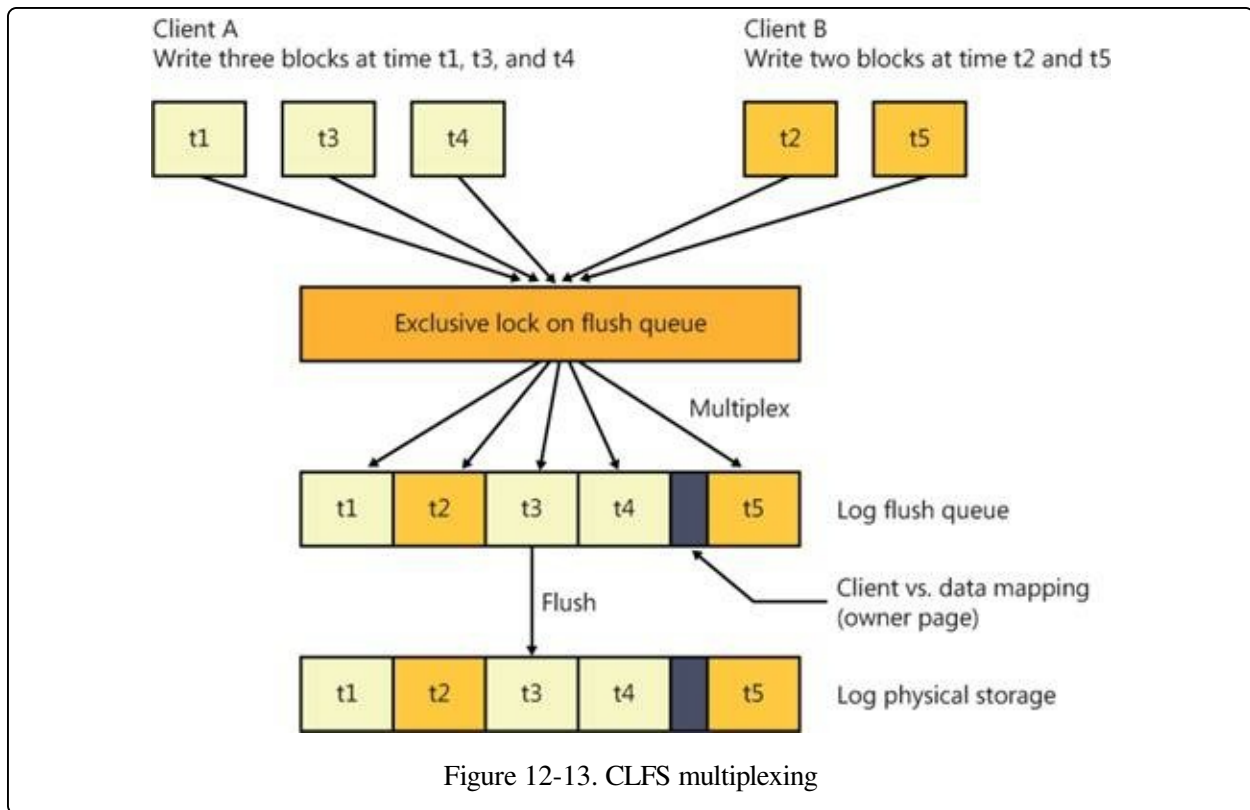 Client A
Write three blocks at time t1, t3, and t4
Client B
Write two blocks at time t2 and t5
t1
t3
t4
t2
t5
Exclusive lock on flush queue
Multiplex
t1
t2
t3
t4
t5
Log flush queue
Client vs. data mapping
(owner page)
Flush
t1
t2
t3
t4
t5
Log physical storage
Figure 12-13. CLFS multiplexing